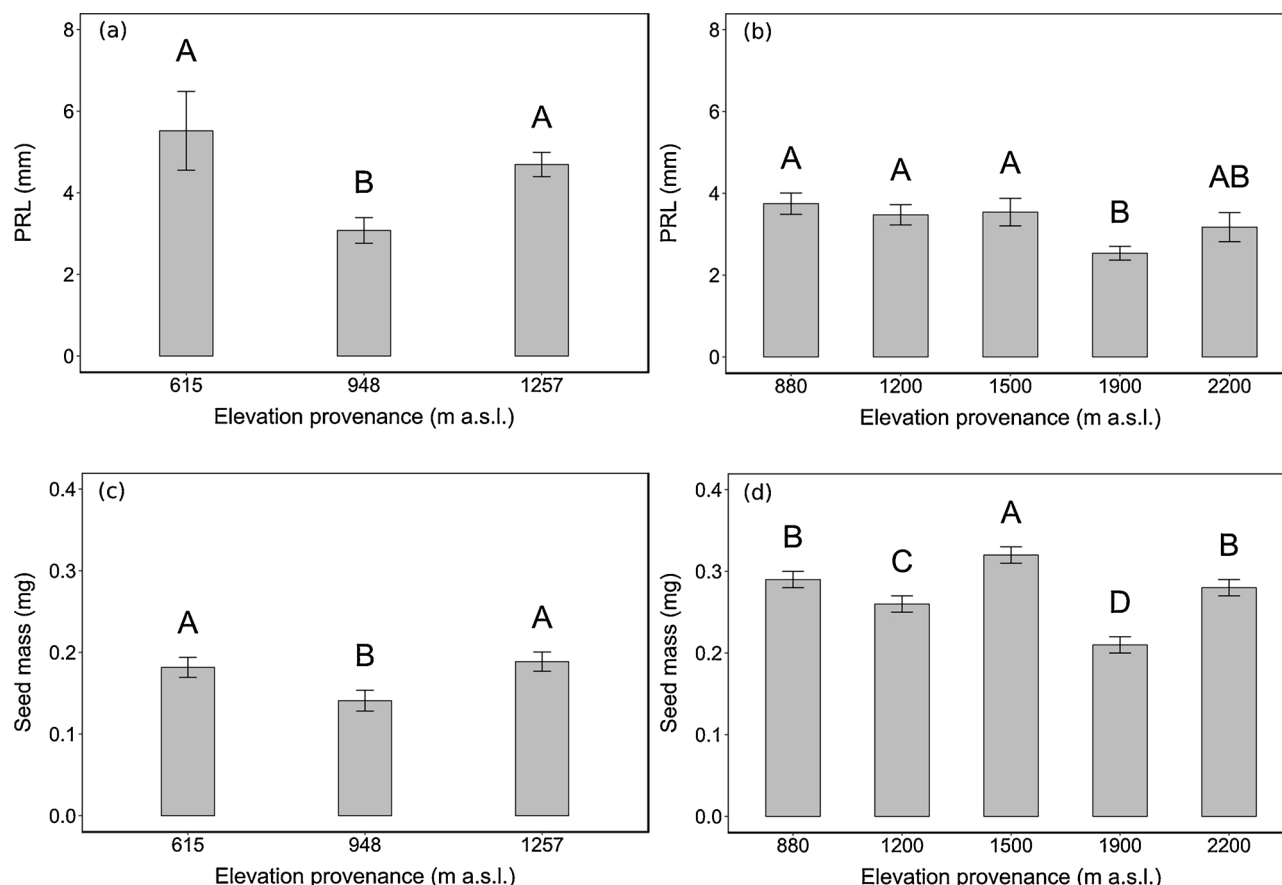 (a)
8
6
4
2
0
PRL (mm)
A
B
A
615 948 1257
Elevation provenance (m a.s.l.)
(b)
8
6
4
2
0
PRL (mm)
A
A
A
B
AB
880 1200 1500 1900 2200
Elevation provenance (m a.s.l.)
(c)
0.4
0.3
0.2
0.1
0.0
Seed mass (mg)
A
B
A
615 948 1257
Elevation provenance (m a.s.l.)
(d)
0.4
0.3
0.2
0.1
0.0
Seed mass (mg)
B
C
A
D
B
880 1200 1500 1900 2200
Elevation provenance (m a.s.l.)